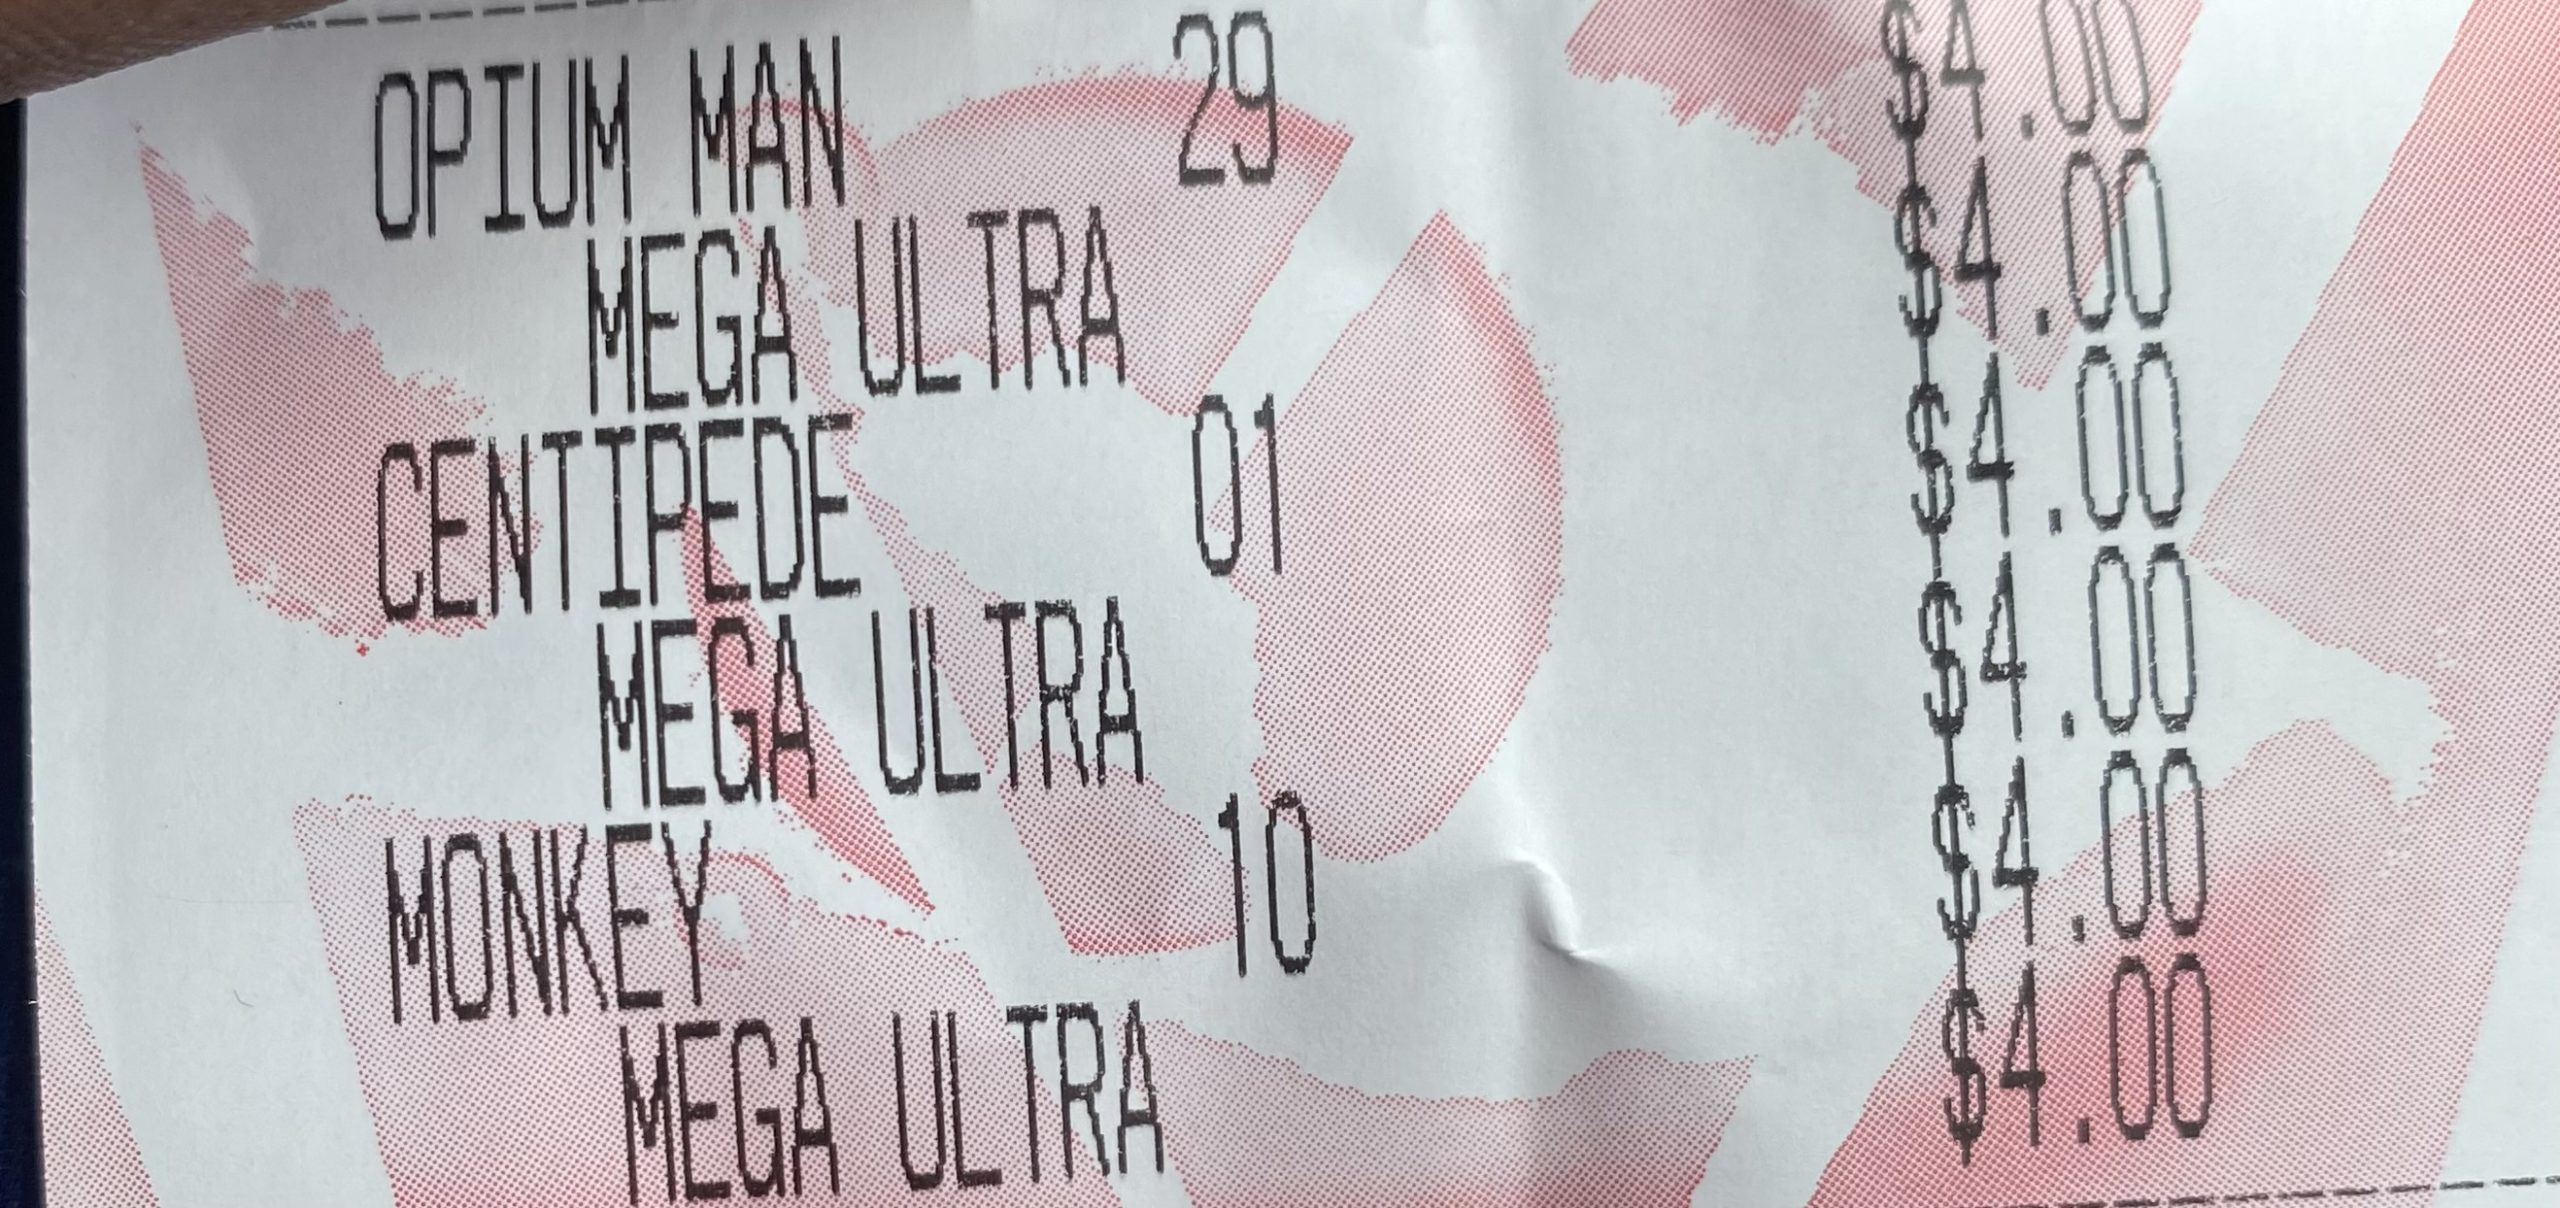 OPIUM MAN 29 $4.00
MEGA ULTRA $4.00
CENTIPEDE 01 $4.00
MEGA ULTRA $4.00
MONKEY 10 $4.00
MEGA ULTRA $4.00